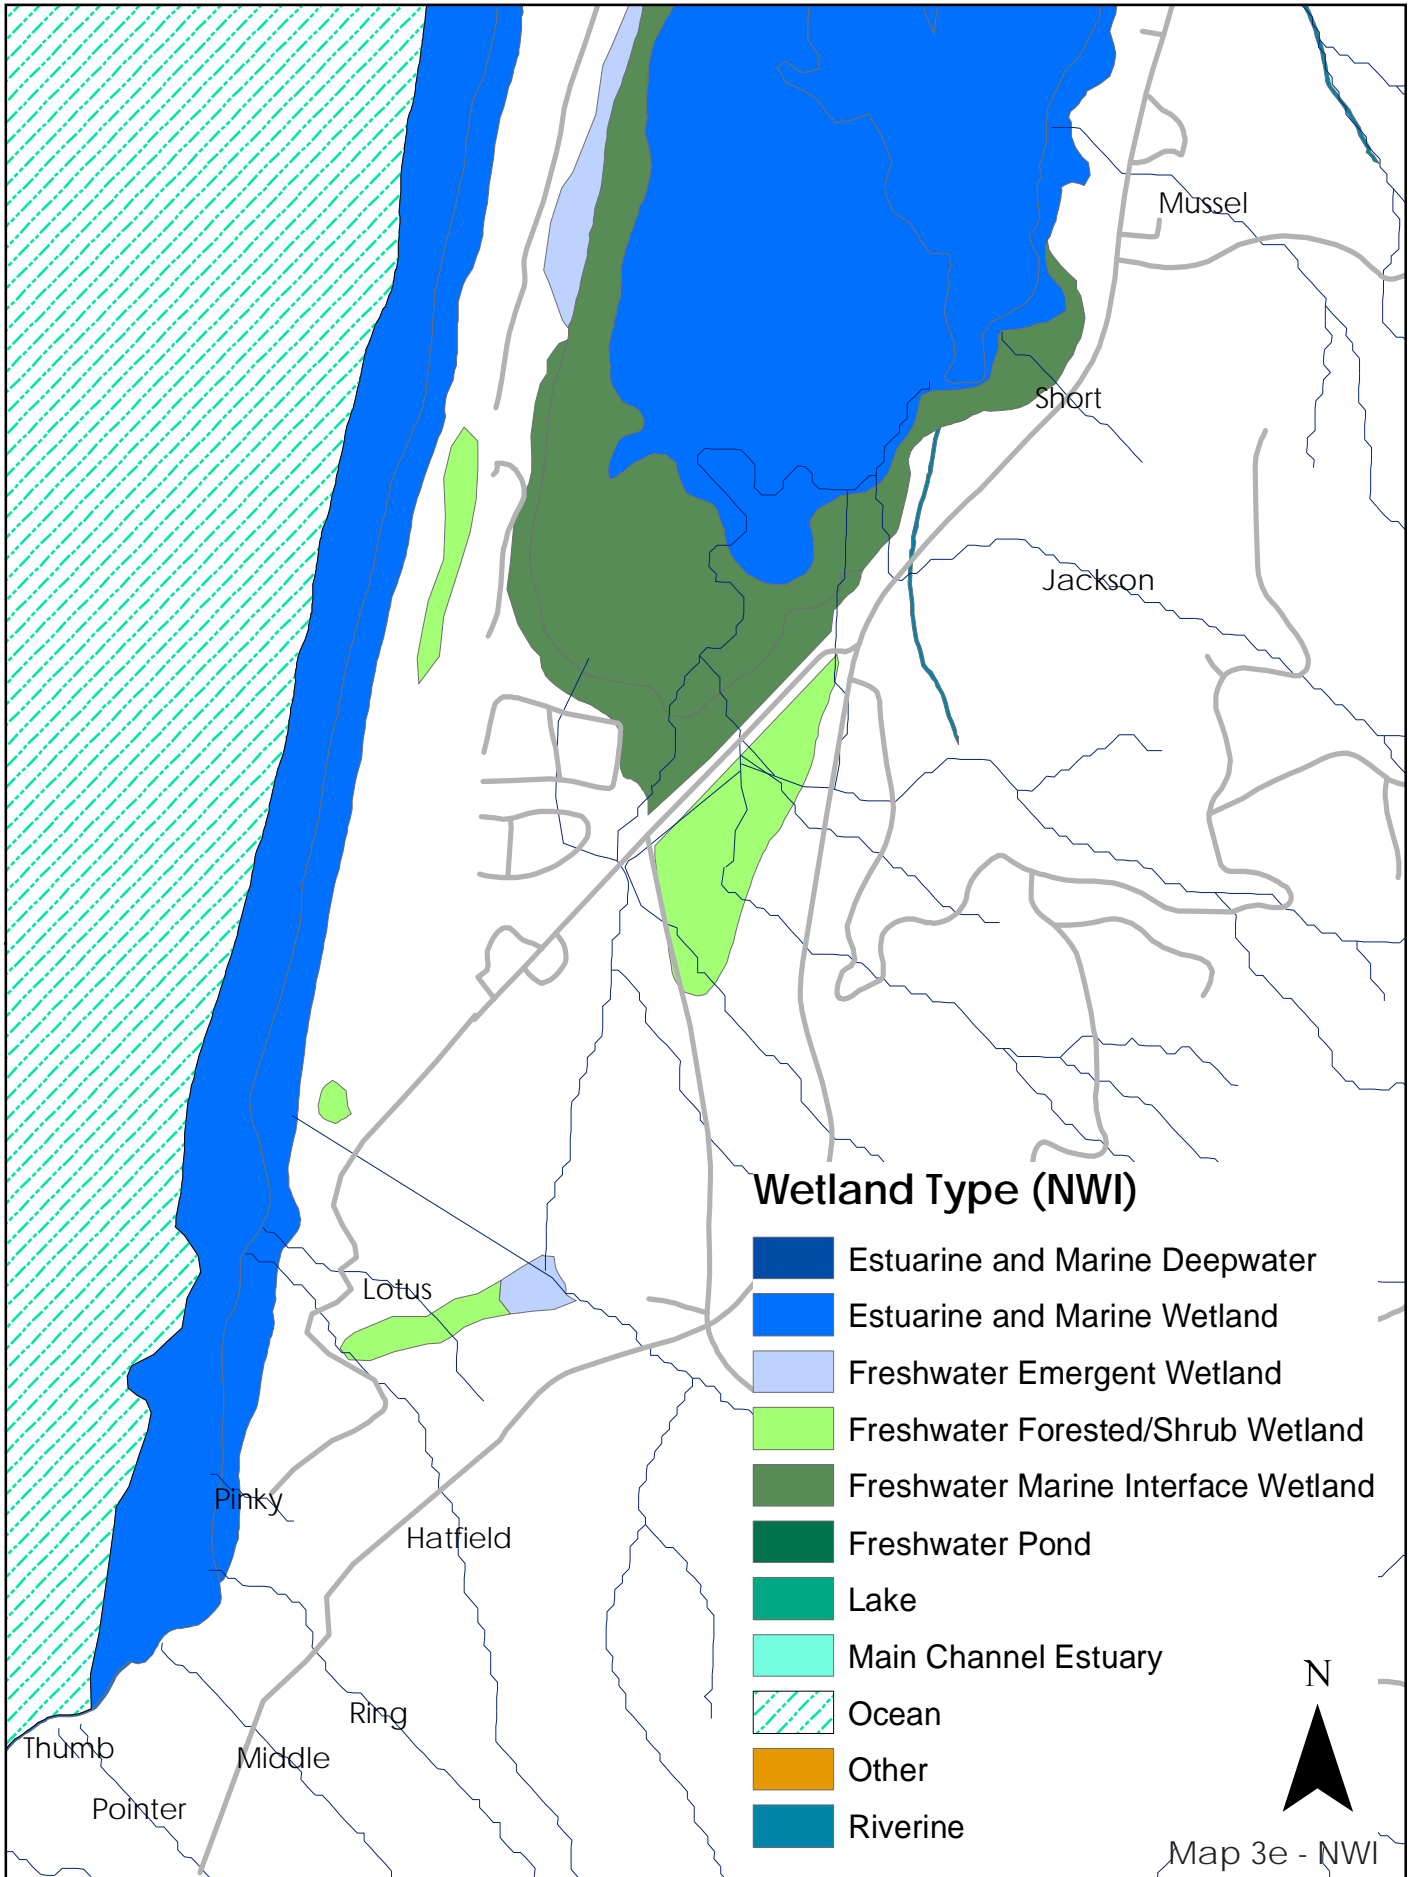 Mussel
Short
Jackson
Lotus
Pinky
Hatfield
Ring
Thumb
Middle
Pointer
Wetland Type (NWI)
Estuarine and Marine Deepwater
Estuarine and Marine Wetland
Freshwater Emergent Wetland
Freshwater Forested/Shrub Wetland
Freshwater Marine Interface Wetland
Freshwater Pond
Lake
Main Channel Estuary
Ocean
Other
Riverine
N
Map 3e - NWI